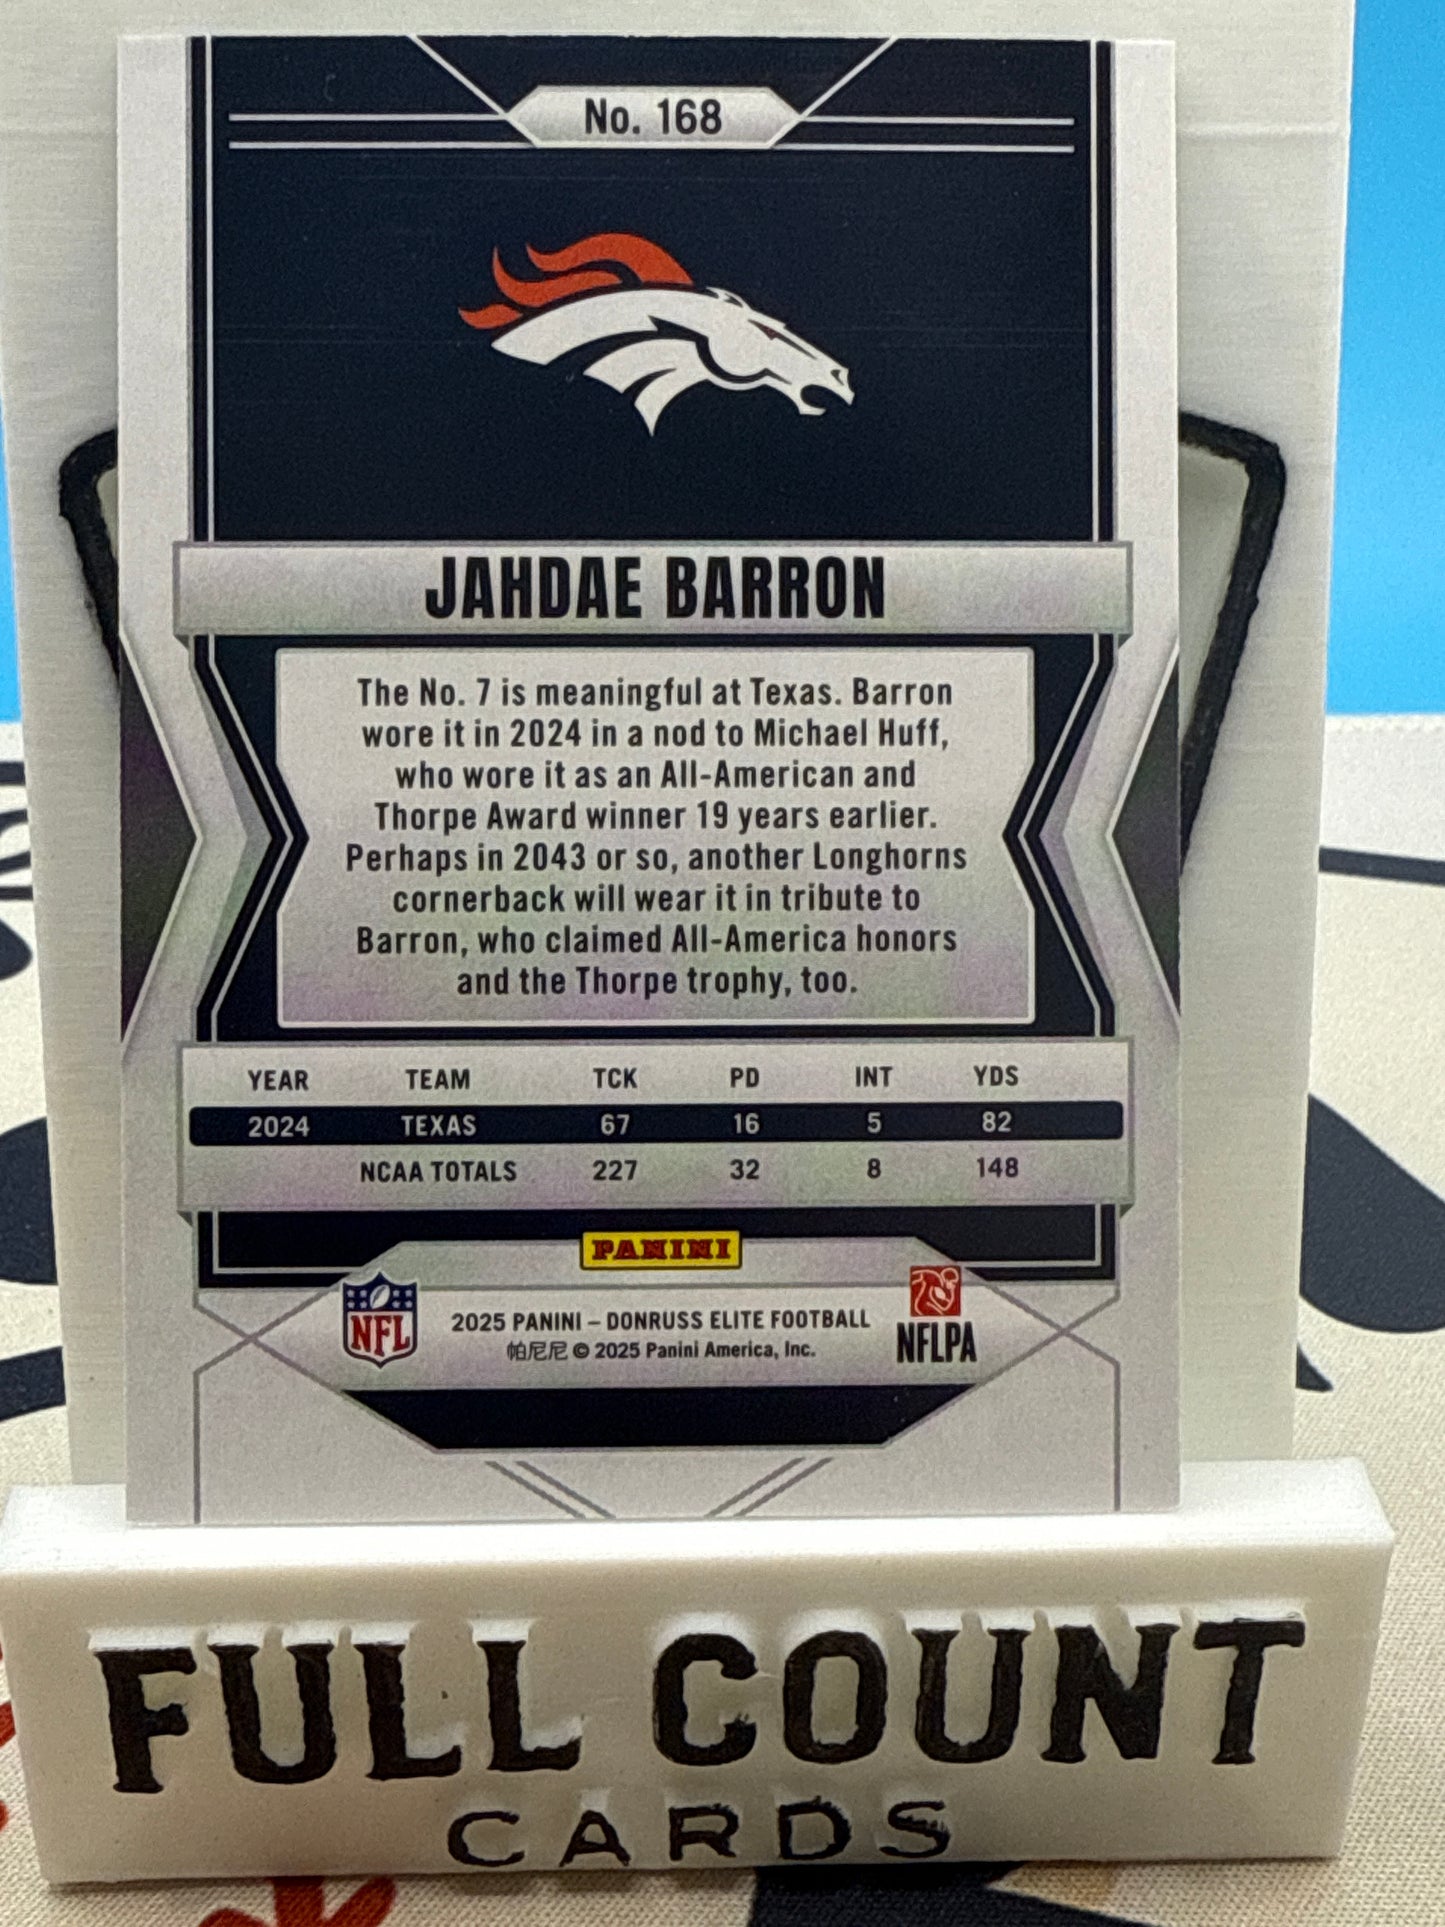 No. 168
JAHDAE BARRON
The No. 7 is meaningful at Texas. Barron
wore it in 2024 in a nod to Michael Huff,
who wore it as an All-American and
Thorpe Award winner 19 years earlier.
Perhaps in 2043 or so, another Longhorns
cornerback will wear it in tribute to
Barron, who claimed All-America honors
and the Thorpe trophy, too.
YEAR TEAM TCK PD INT YDS
2024 TEXAS 67 16 5 82
NCAA TOTALS 227 32 8 148
PANINI
NFL
2025 PANINI – DONRUSS ELITE FOOTBALL
帕尼尼 © 2025 Panini America, Inc.
NFLPA
FULL COUNT
CARDS